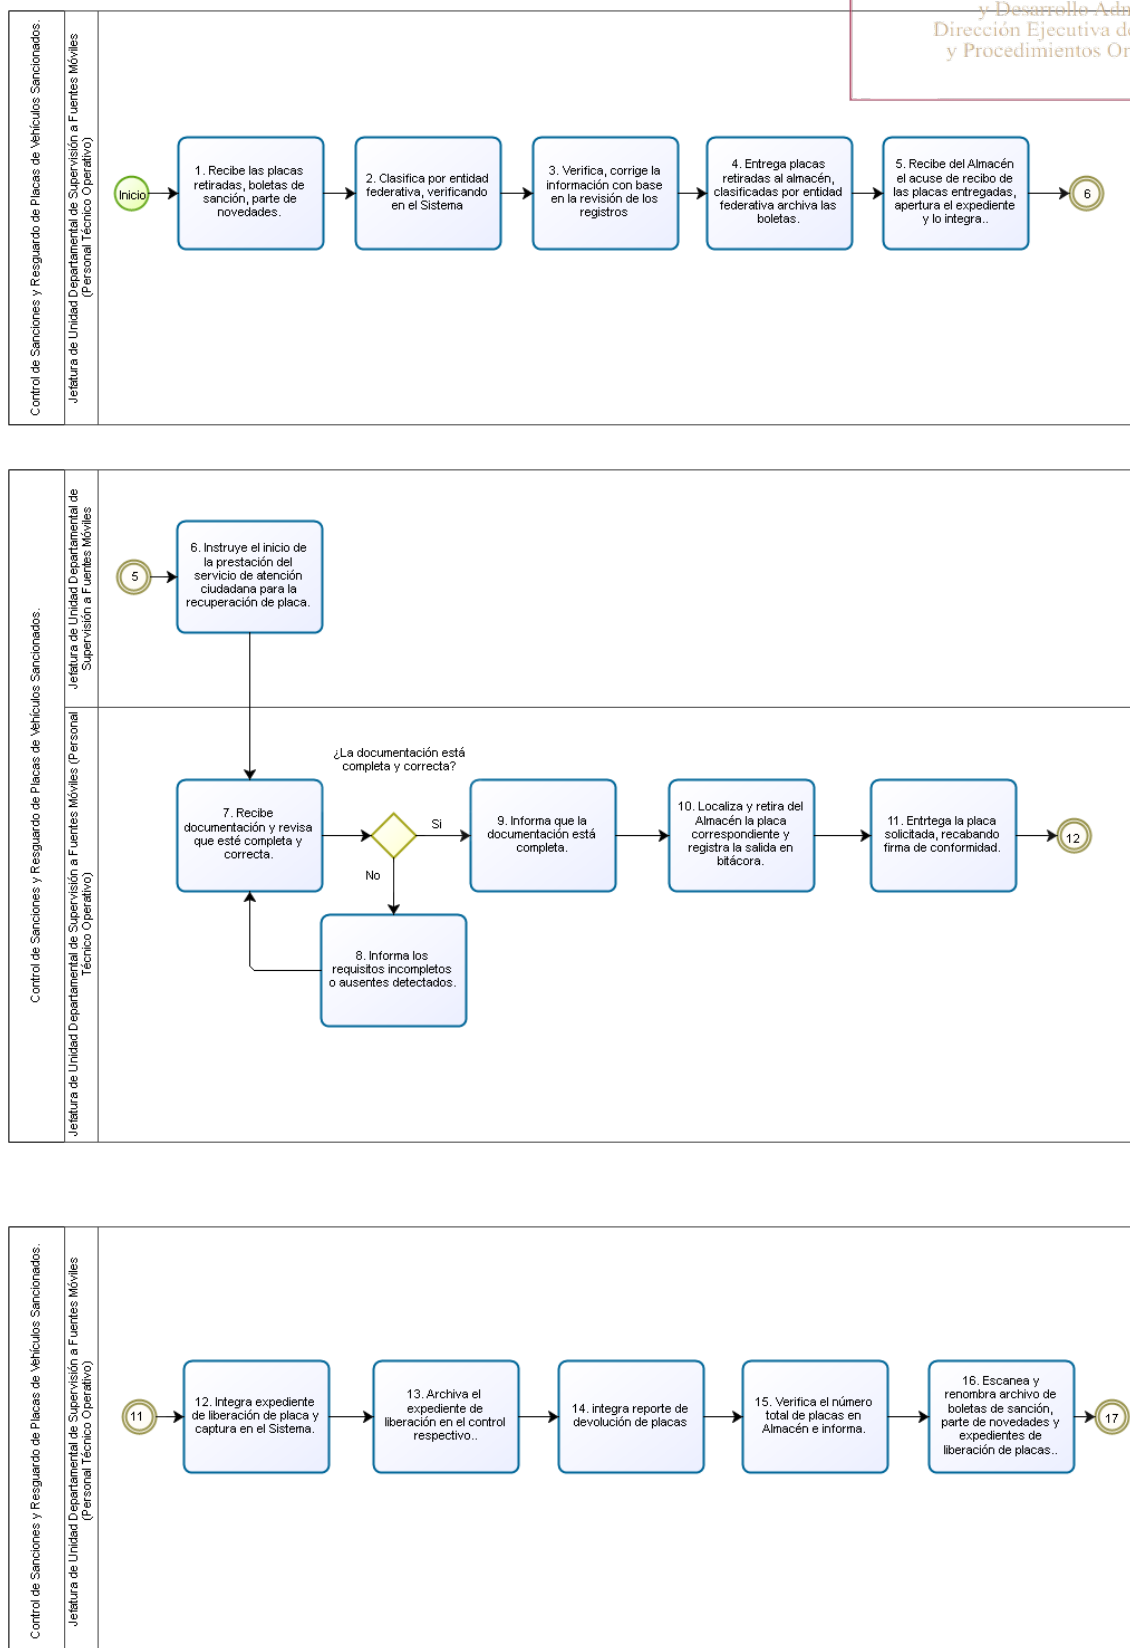 y Desarrollo Adm
Dirección Ejecutiva de
y Procedimientos Or
Control de Sanciones y Resguardo de Placas de Vehículos Sancionados.
Jefatura de Unidad Departamental de Supervisión a Fuentes Móviles
(Personal Técnico Operativo)
Inicio
1. Recibe las placas
retiradas, boletas de
sanción, parte de
novedades.
2. Clasifica por entidad
federativa, verificando
en el Sistema
3. Verifica, corrige la
información con base
en la revisión de los
registros
4. Entrega placas
retiradas al almacén,
clasificadas por entidad
federativa archiva las
boletas.
5. Recibe del Almacén
el acuse de recibo de
las placas entregadas,
apertura el expediente
y lo integra..
6
Control de Sanciones y Resguardo de Placas de Vehículos Sancionados.
Jefatura de Unidad Departamental de
Supervisión a Fuentes Móviles
5
6. Instruye el inicio de
la prestación del
servicio de atención
ciudadana para la
recuperación de placa.
Jefatura de Unidad Departamental de Supervisión a Fuentes Móviles (Personal
Técnico Operativo)
¿La documentación está
completa y correcta?
7. Recibe
documentación y revisa
que esté completa y
correcta.
Si
No
8. Informa los
requisitos incompletos
o ausentes detectados.
9. Informa que la
documentación está
completa.
10. Localiza y retira del
Almacén la placa
correspondiente y
registra la salida en
bitácora.
11. Entrtega la placa
solicitada, recabando
firma de conformidad.
12
Control de Sanciones y Resguardo de Placas de Vehículos Sancionados.
Jefatura de Unidad Departamental de Supervisión a Fuentes Móviles
(Personal Técnico Operativo)
11
12. Integra expediente
de liberación de placa y
captura en el Sistema.
13. Archiva el
expediente de
liberación en el control
respectivo..
14. integra reporte de
devolución de placas
15. Verifica el número
total de placas en
Almacén e informa.
16. Escanea y
renombra archivo de
boletas de sanción,
parte de novedades y
expedientes de
liberación de placas..
17